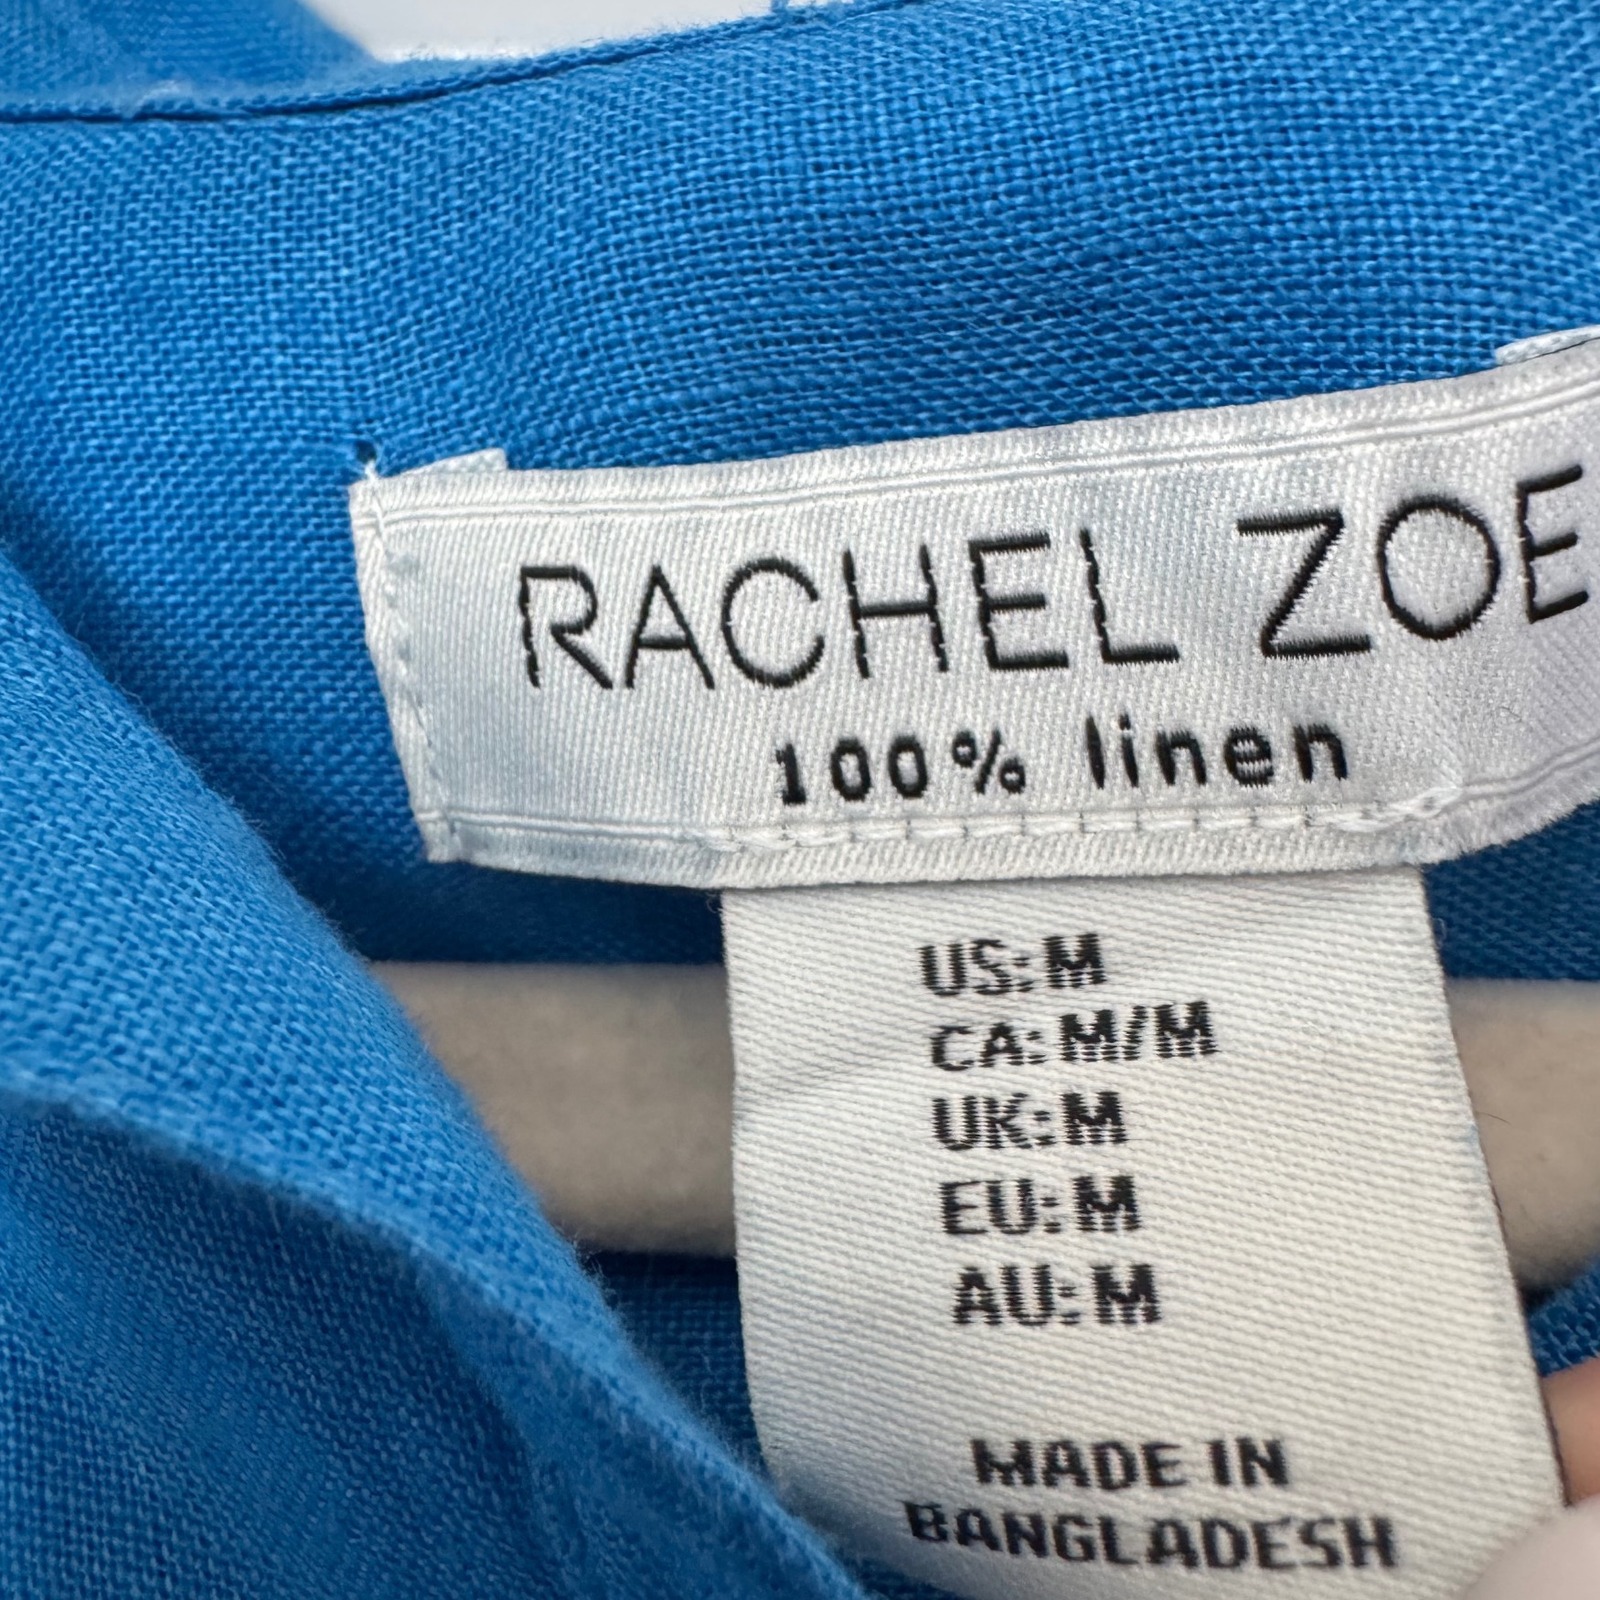 RACHEL ZOE
100% linen
US: M
CA: M/M
UK: M
EU: M
AU: M
MADE IN
BANGLADESH